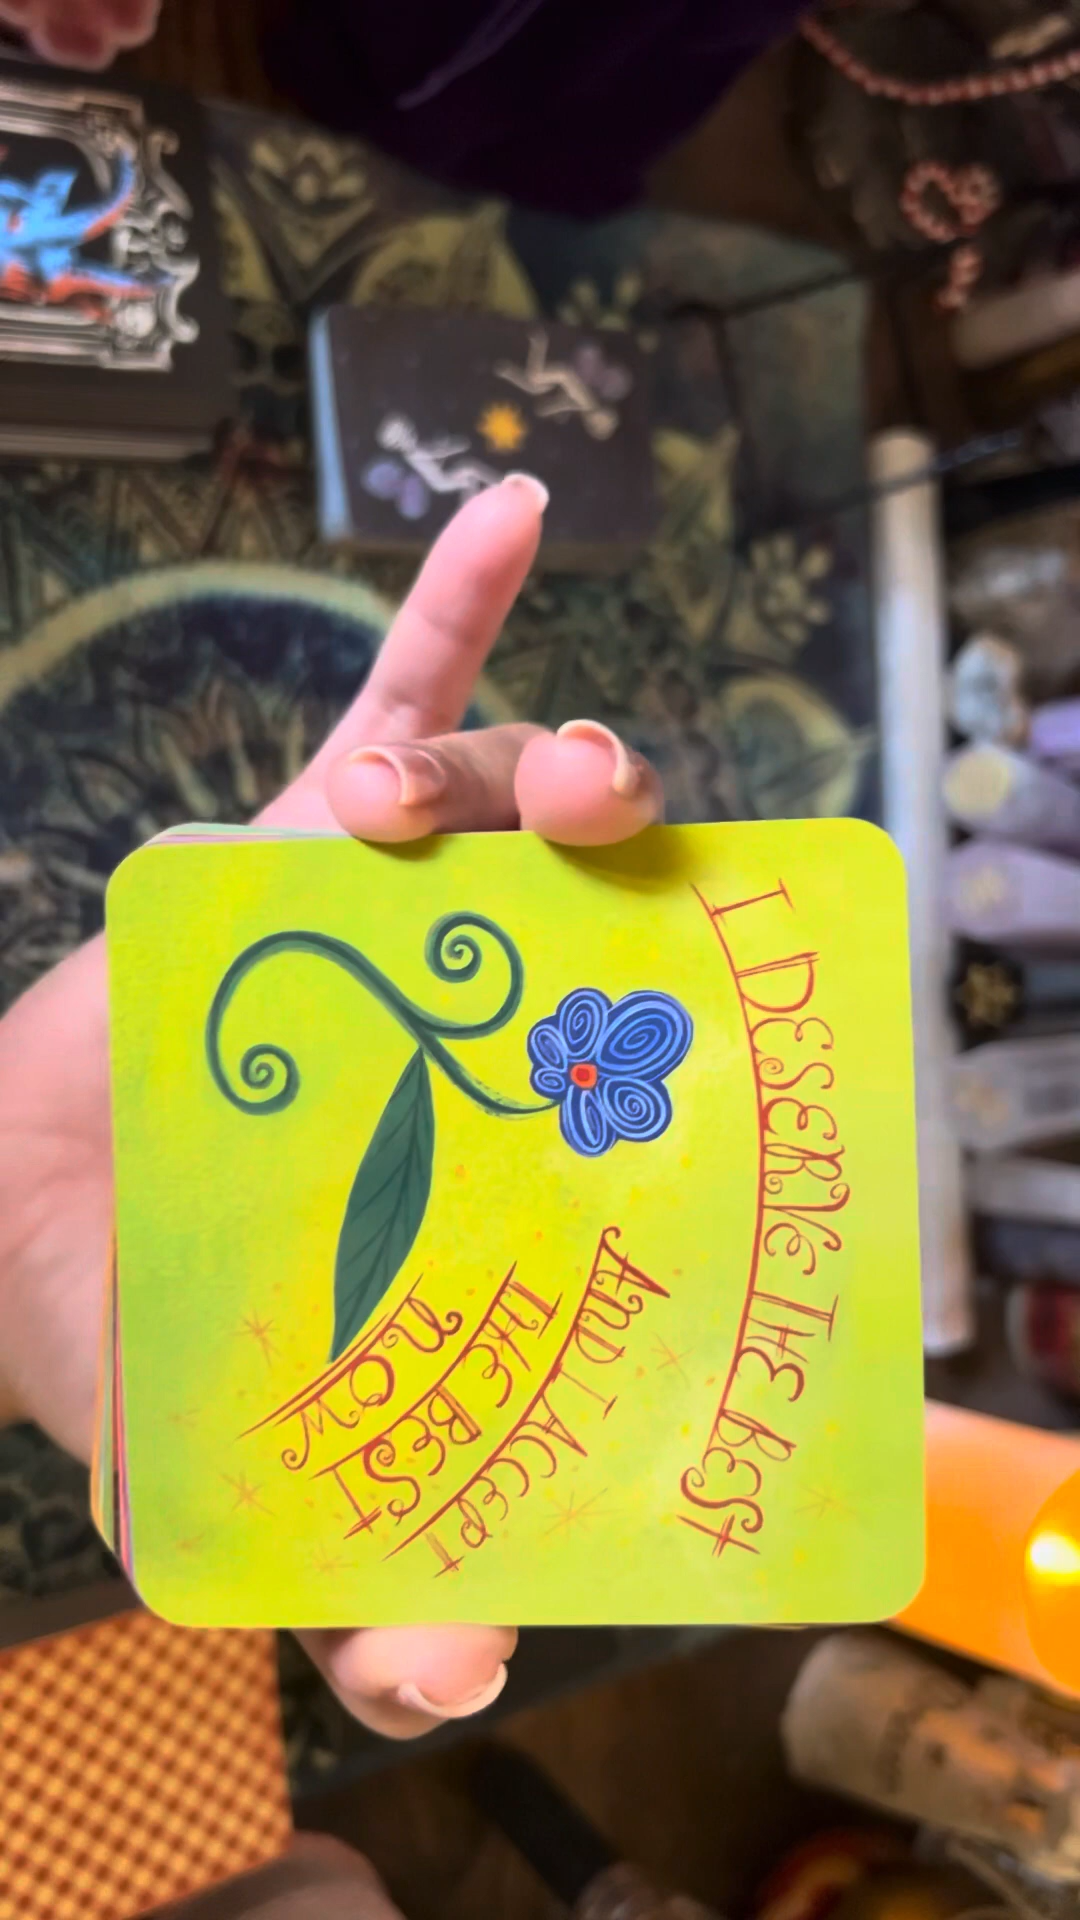 I DESERVE THE BEST
AND I ACCEPT
THE BEST
NOW